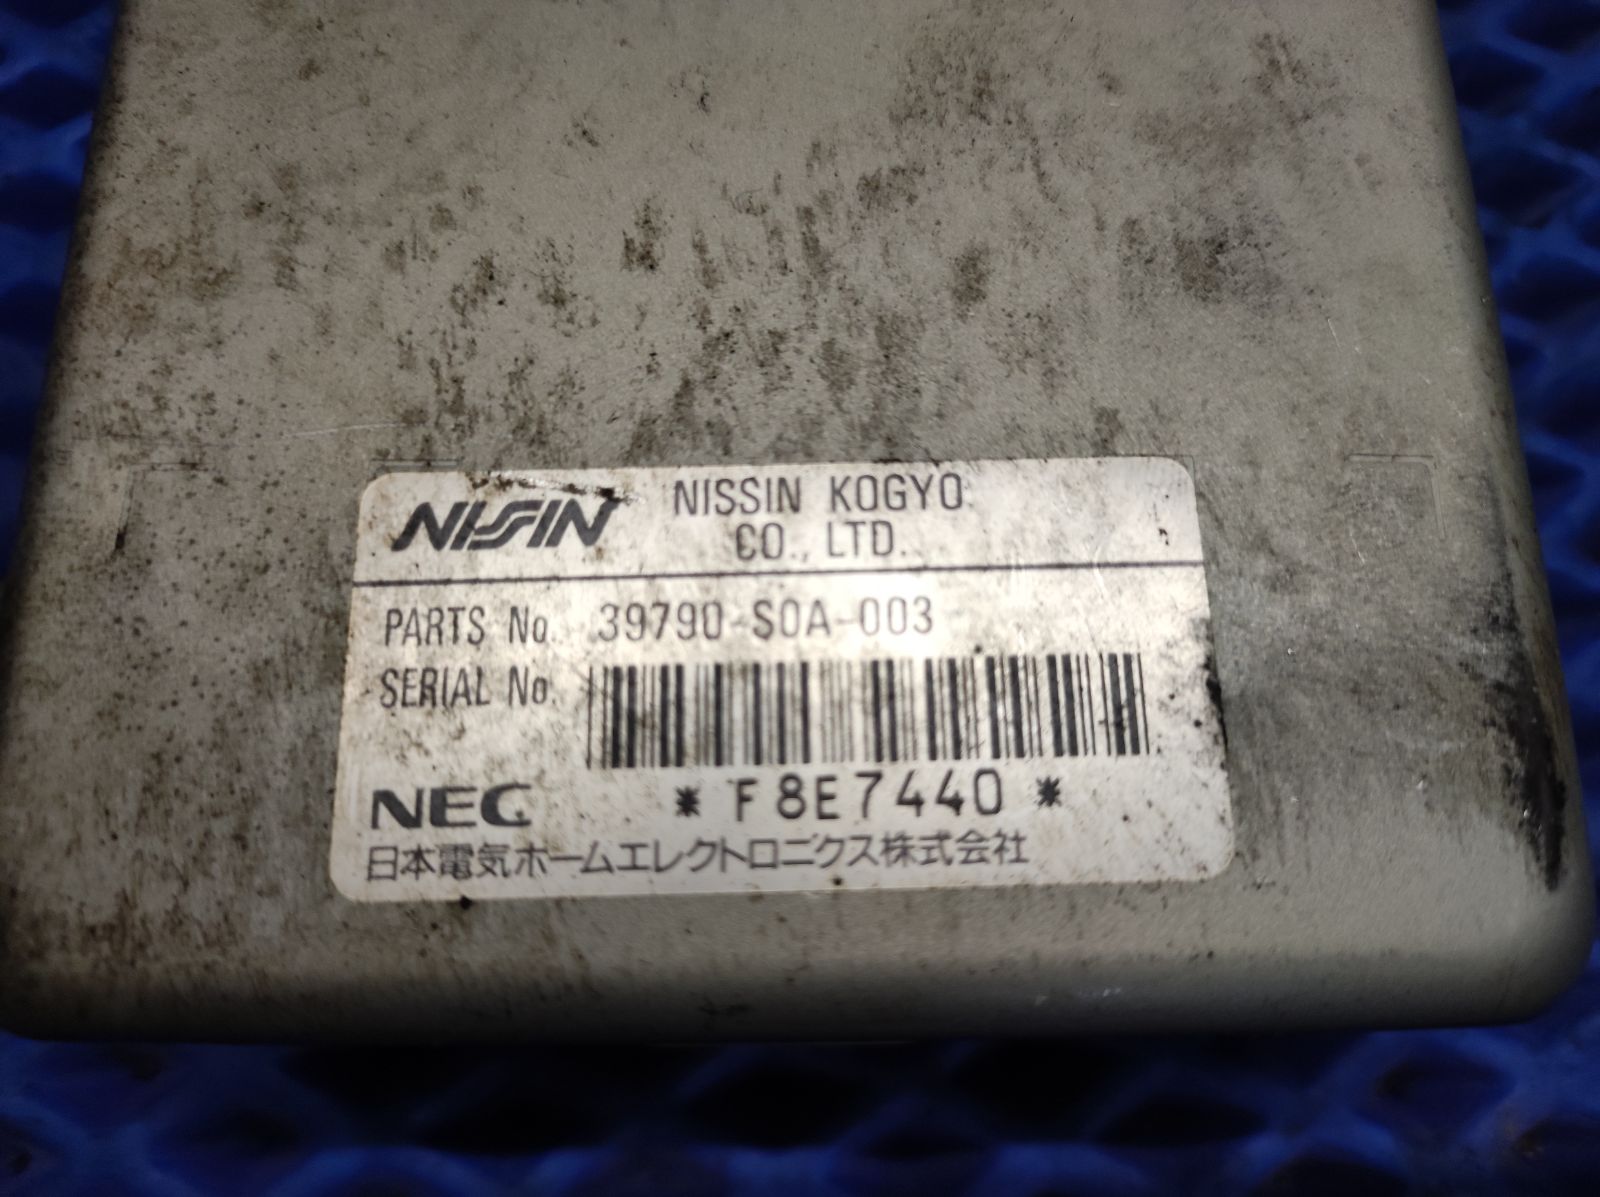 NISSIN NISSIN KOGYO
CO., LTD.
PARTS No. 39790-S0A-003
SERIAL No.
* F8E7440 *
NEC
日本電気ホームエレクトロニクス株式会社